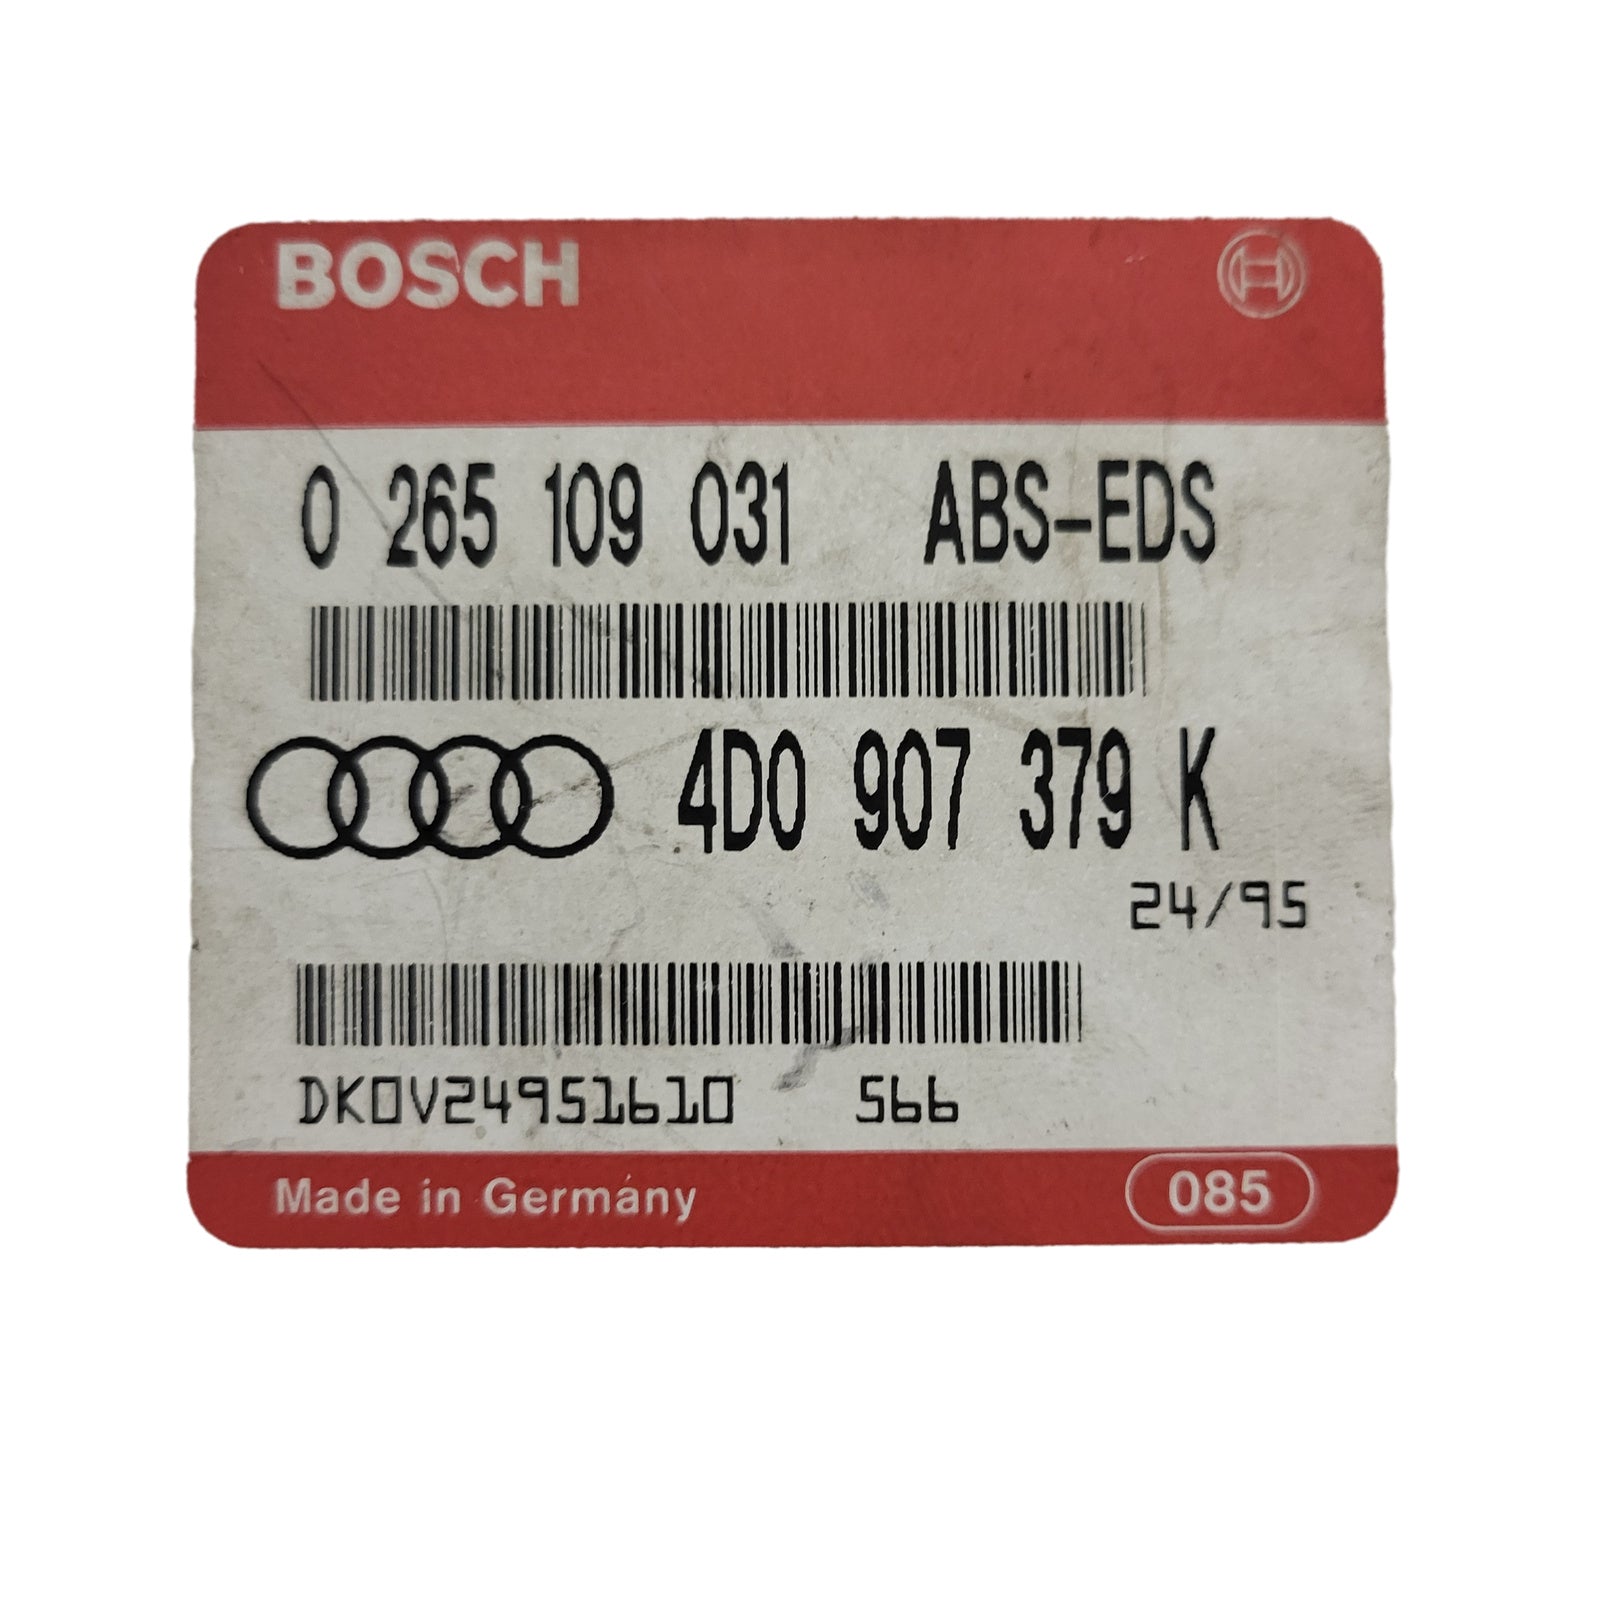 BOSCH
0 265 109 031 ABS-EDS
4D0 907 379 K
24/95
DK0V24951610 566
Made in Germany 085